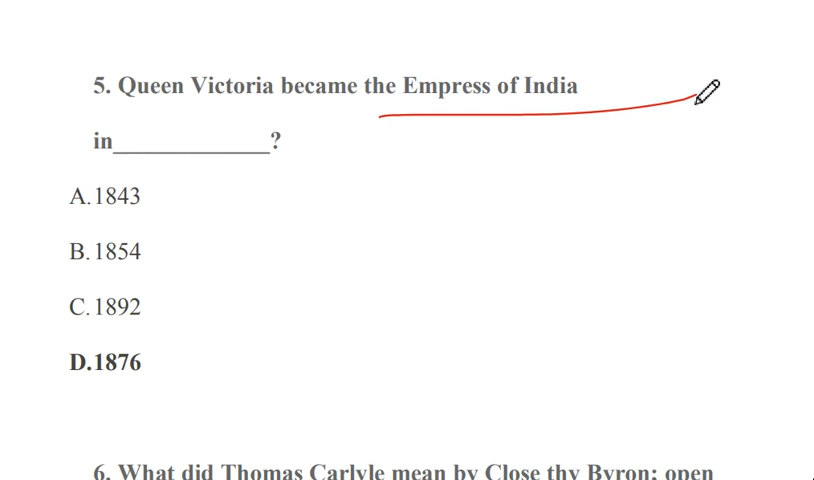 5. Queen Victoria became the Empress of India
in_____________?
A.1843
B.1854
C.1892
D.1876
6. What did Thomas Carlyle mean by Close thy Byron; open